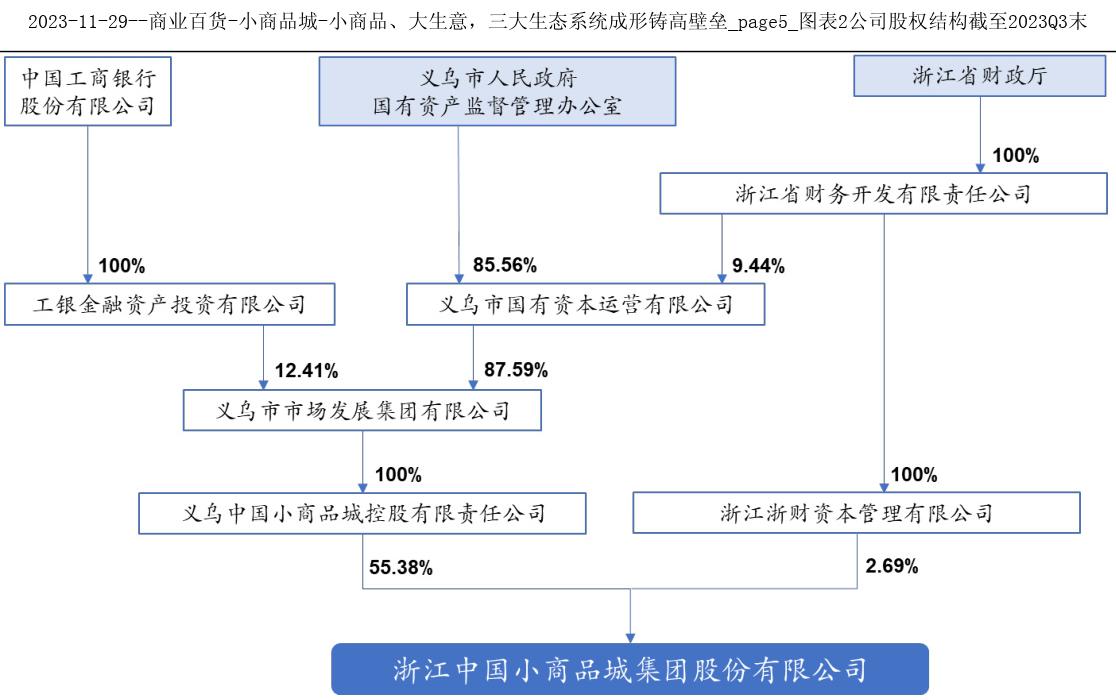 2023-11-29--商业百货-小商品城-小商品、大生意，三大生态系统成形铸高壁垒_page5_图表2公司股权结构截至2023Q3末
中国工商银行
股份有限公司
义乌市人民政府
国有资产监督管理办公室
浙江省财政厅
100%
浙江省财务开发有限责任公司
100%
85.56%
9.44%
工银金融资产投资有限公司
义乌市国有资本运营有限公司
12.41%
87.59%
义乌市市场发展集团有限公司
100%
100%
义乌中国小商品城控股有限责任公司
浙江浙财资本管理有限公司
55.38%
2.69%
浙江中国小商品城集团股份有限公司